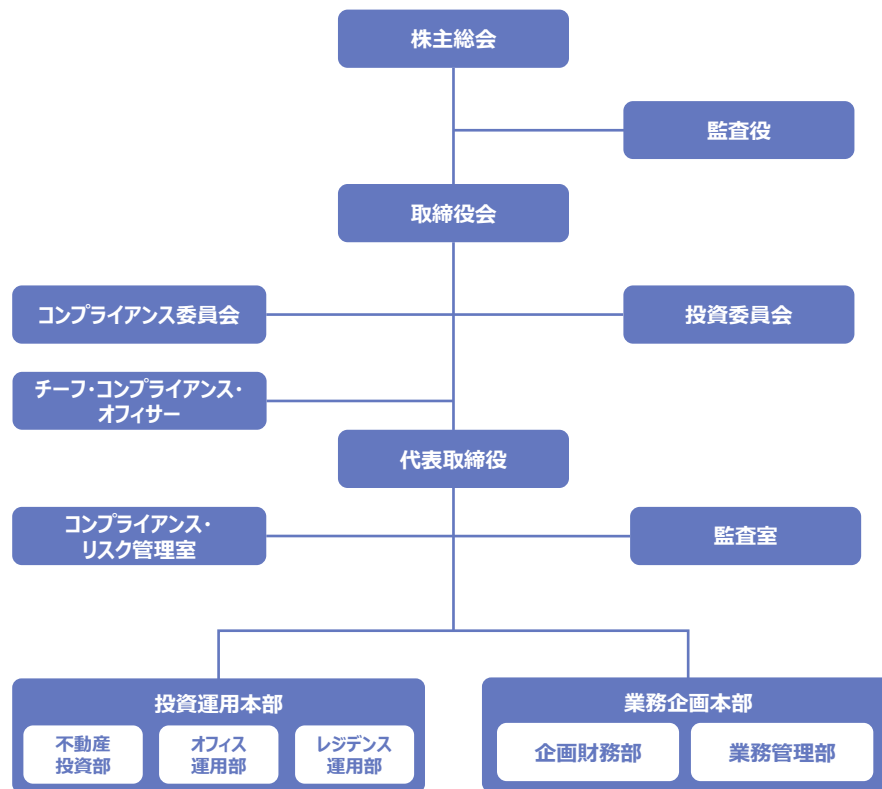 株主総会
監査役
取締役会
コンプライアンス委員会
投資委員会
チーフ・コンプライアンス・
オフィサー
代表取締役
コンプライアンス・
リスク管理室
監査室
投資運用本部
不動産
投資部
オフィス
運用部
レジデンス
運用部
業務企画本部
企画財務部
業務管理部